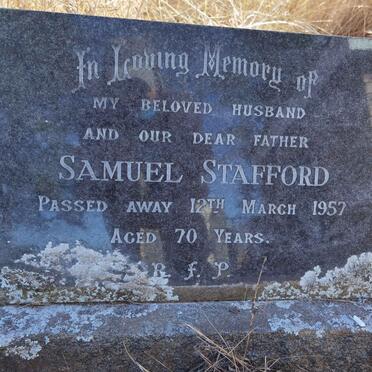 In Loving Memory of
MY BELOVED HUSBAND
AND OUR DEAR FATHER
SAMUEL STAFFORD
PASSED AWAY 12TH MARCH 1957
AGED 70 YEARS.
R.I.P.